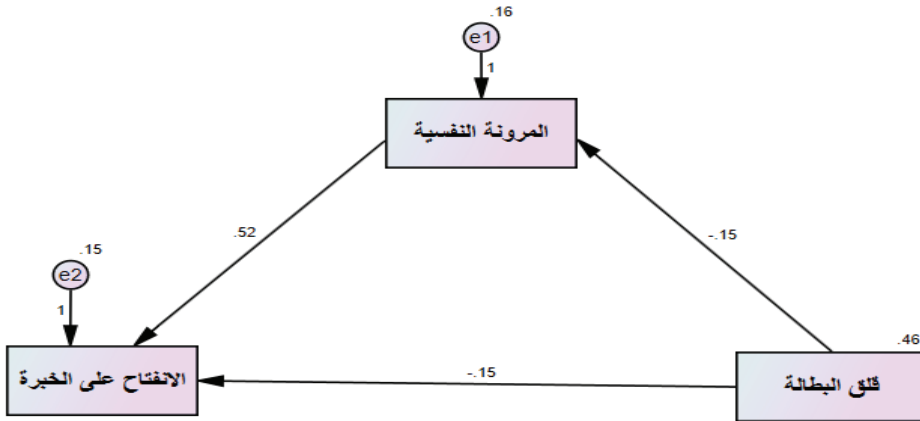 .16
e1
1
المرونة النفسية
.52
-.15
.15
e2
1
.46
الانفتاح على الخبرة
-.15
قلق البطالة